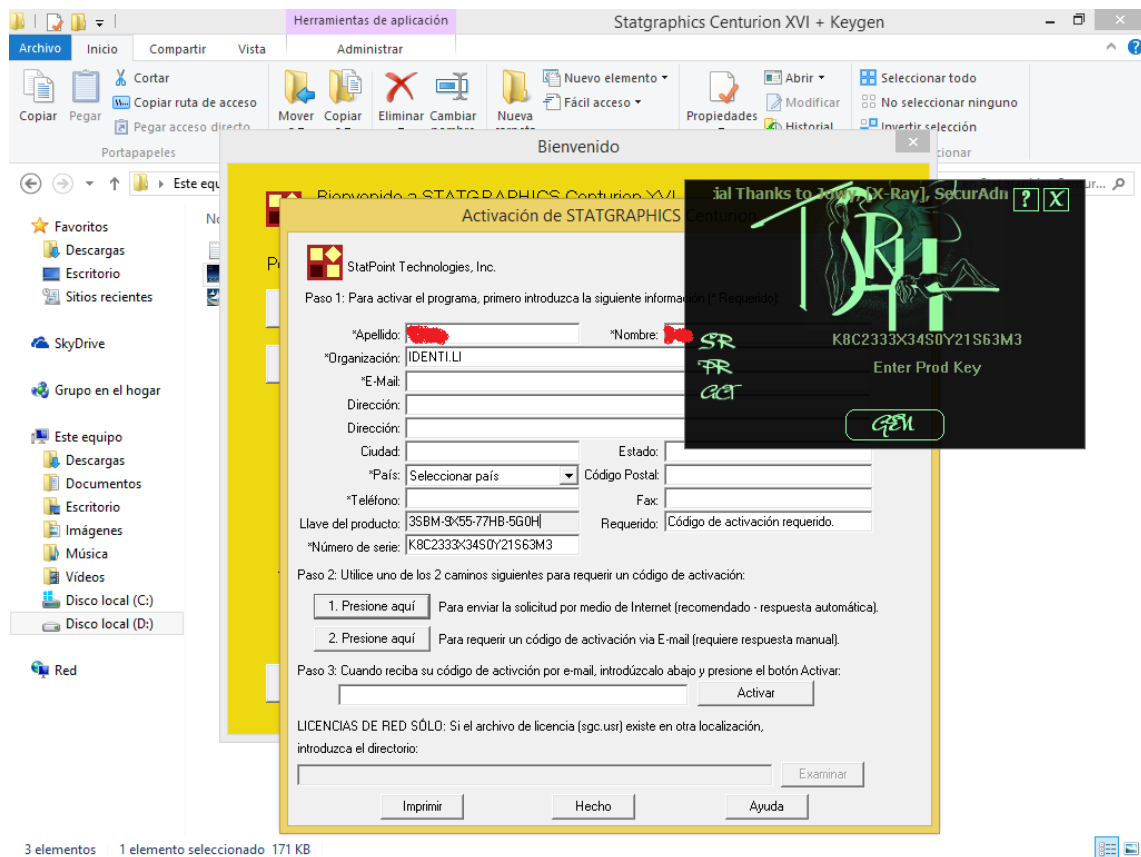 Herramientas de aplicación
Statgraphics Centurion XVI + Keygen
Archivo Inicio Compartir Vista Administrar
Copiar
Pegar
Cortar
Copiar ruta de acceso
Pegar acceso directo
Portapapeles
Mover
Copiar
Eliminar
Cambiar
Nueva
Nuevo elemento
Fácil acceso
Propiedades
Abrir
Modificar
Historial
Seleccionar todo
No seleccionar ninguno
Invertir selección
Bienvenido
Este equ
Favoritos
Descargas
Escritorio
Sitios recientes
SkyDrive
Grupo en el hogar
Este equipo
Descargas
Documentos
Escritorio
Imágenes
Música
Vídeos
Disco local (C:)
Disco local (D:)
Red
Bienvenido a STATGRAPHICS Centurion XVI
Activación de STATGRAPHICS Centurion
StatPoint Technologies, Inc.
Paso 1: Para activar el programa, primero introduzca la siguiente información (* Requerido):
*Apellido: *Nombre:
*Organización: IDENTI.LI
*E-Mail:
Dirección:
Dirección:
Ciudad: Estado:
*País: Seleccionar país Código Postal:
*Teléfono: Fax:
Llave del producto: 3SBM-9X55-77HB-5G0H Requerido: Código de activación requerido.
*Número de serie: K8C2333X34S0Y21S63M3
Paso 2: Utilice uno de los 2 caminos siguientes para requerir un código de activación:
1. Presione aquí Para enviar la solicitud por medio de Internet (recomendado - respuesta automática).
2. Presione aquí Para requerir un código de activación via E-mail (requiere respuesta manual).
Paso 3: Cuando reciba su código de activción por e-mail, introdúzcalo abajo y presione el botón Activar:
Activar
LICENCIAS DE RED SÓLO: Si el archivo de licencia (sgc.usr) existe en otra localización,
introduzca el directorio:
Examinar
Imprimir Hecho Ayuda
ial Thanks to Jowy, [X-Ray], SecurAdn
? X
TSRH
SR
PR
ACT
K8C2333X34S0Y21S63M3
Enter Prod Key
GEN
3 elementos 1 elemento seleccionado 171 KB